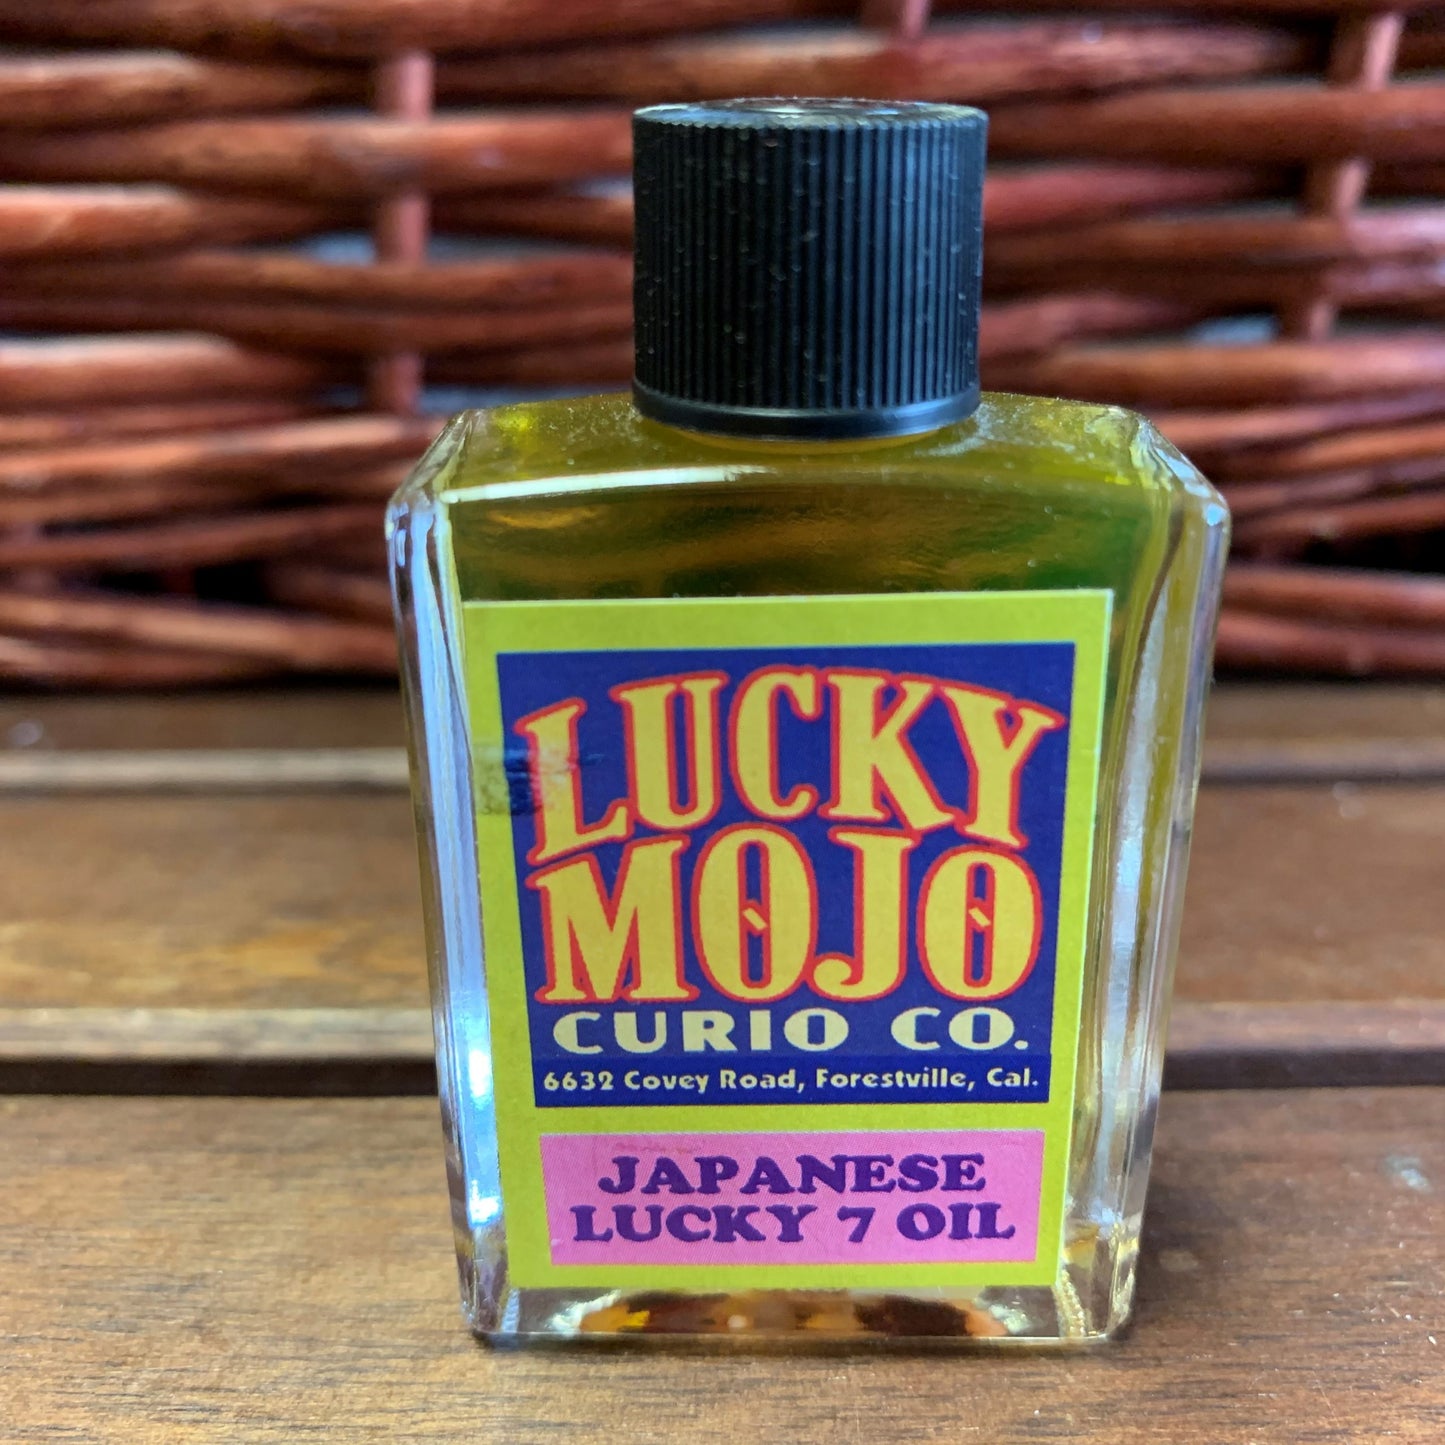 LUCKY
MOJO
CURIO CO.
6632 Covey Road, Forestville, Cal.
JAPANESE
LUCKY 7 OIL